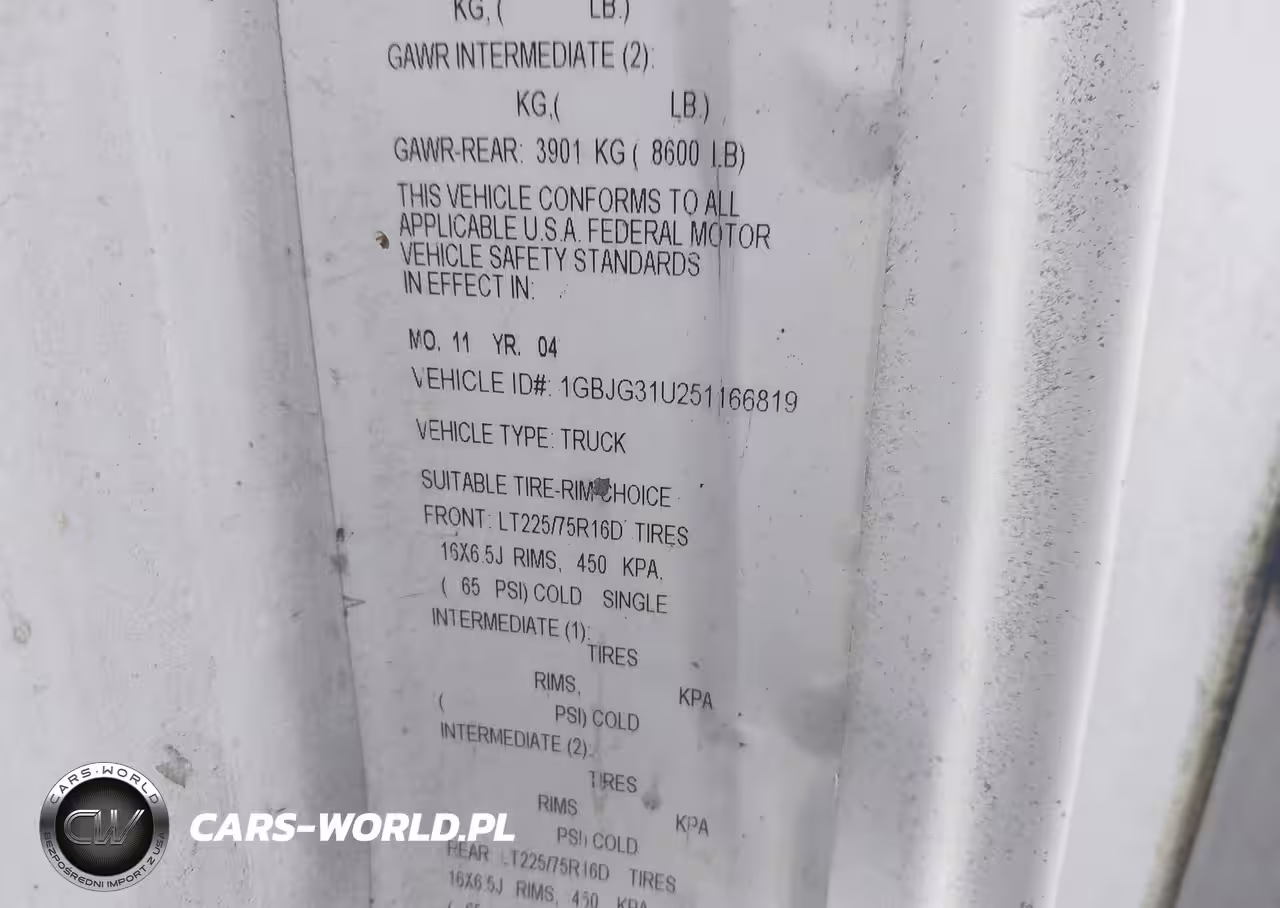 KG, ( LB.)
GAWR INTERMEDIATE (2):
KG,( LB.)
GAWR-REAR: 3901 KG ( 8600 LB)
THIS VEHICLE CONFORMS TO ALL
APPLICABLE U.S.A. FEDERAL MOTOR
VEHICLE SAFETY STANDARDS
IN EFFECT IN:
MO. 11 YR. 04
VEHICLE ID#: 1GBJG31U251166819
VEHICLE TYPE: TRUCK
SUITABLE TIRE-RIM CHOICE
FRONT: LT225/75R16D TIRES
16X6.5J RIMS, 450 KPA,
( 65 PSI) COLD SINGLE
INTERMEDIATE (1):
TIRES
RIMS, KPA
( PSI) COLD
INTERMEDIATE (2):
TIRES
RIMS KPA
PSI) COLD
REAR LT225/75R16D TIRES
16X6.5J RIMS, 450 KPA,
( 65
CARS-WORLD
CW
BEZPOŚREDNI IMPORT Z USA
CARS-WORLD.PL